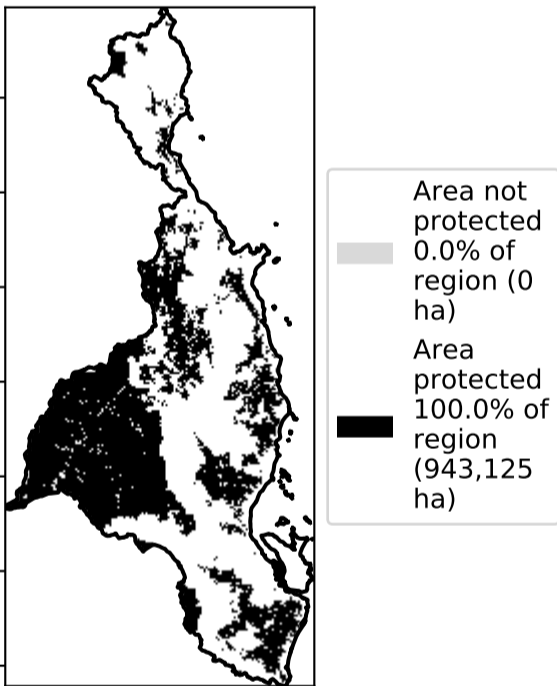 Area not
protected
0.0% of
region (0
ha)
Area
protected
100.0% of
region
(943,125
ha)